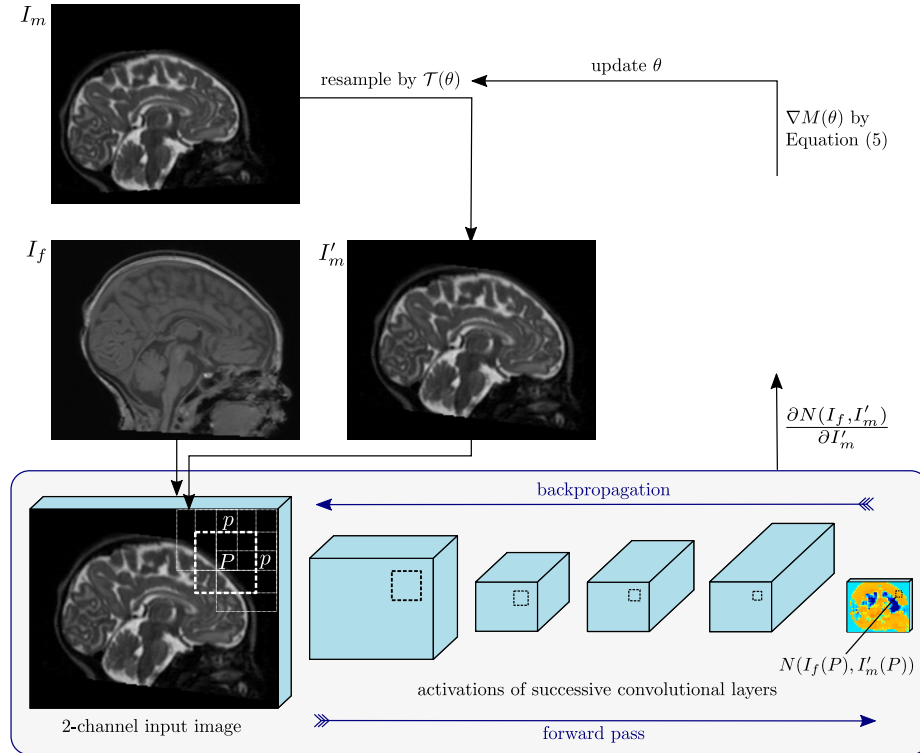 I_m
resample by 𝒯(θ)
update θ
∇M(θ) by
Equation (5)
I_f
I′_m
∂N(I_f,I′_m)
∂I′_m
backpropagation
p
P
p
N(I_f(P),I′_m(P))
activations of successive convolutional layers
2-channel input image
forward pass